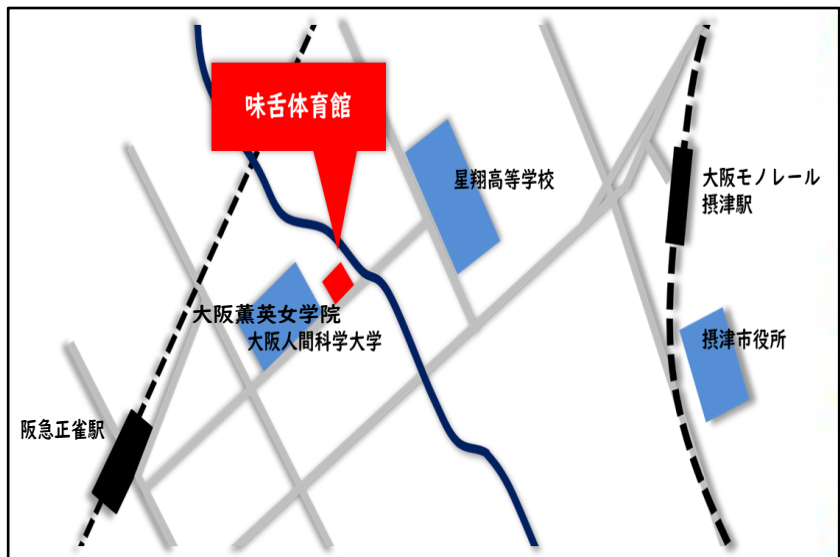 味舌体育館
星翔高等学校
大阪モノレール
摂津駅
大阪薫英女学院
大阪人間科学大学
摂津市役所
阪急正雀駅